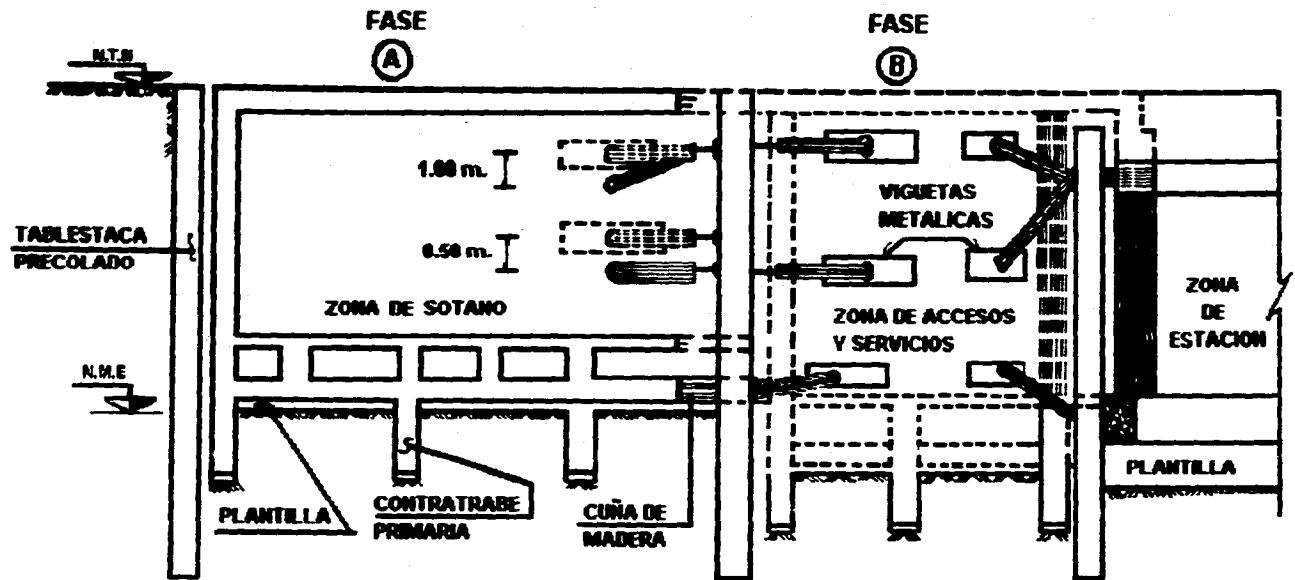 FASE
A
FASE
B
N.T.N
1.00 m.
0.50 m.
TABLESTACA
PRECOLADO
ZONA DE SOTANO
N.M.E
PLANTILLA
CONTRATRABE
PRIMARIA
CUÑA DE
MADERA
VIGUETAS
METALICAS
ZONA DE ACCESOS
Y SERVICIOS
ZONA
DE
ESTACION
PLANTILLA